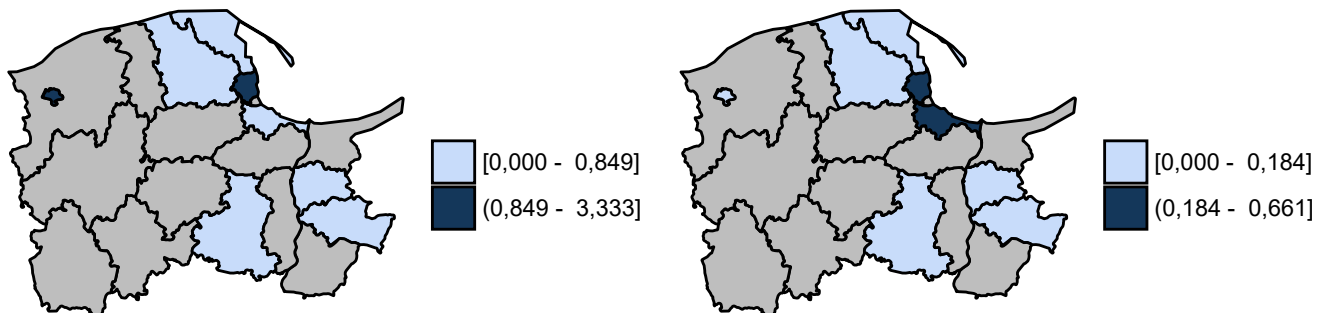 [0,000 - 0,849]
(0,849 - 3,333]
[0,000 - 0,184]
(0,184 - 0,661]